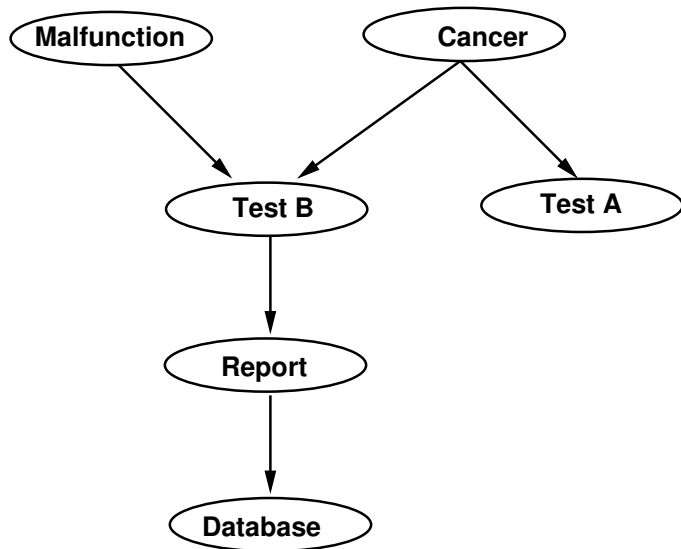 Malfunction
Cancer
Test B
Test A
Report
Database